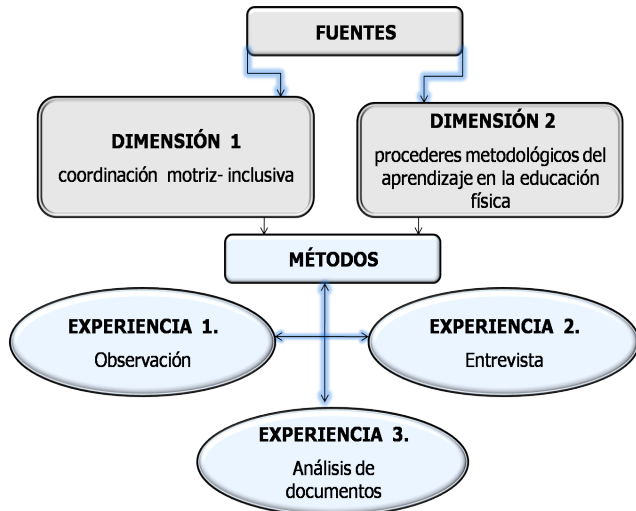 FUENTES
DIMENSIÓN 1
coordinación motriz- inclusiva
DIMENSIÓN 2
procederes metodológicos del
aprendizaje en la educación
física
MÉTODOS
EXPERIENCIA 1.
Observación
EXPERIENCIA 2.
Entrevista
EXPERIENCIA 3.
Análisis de
documentos